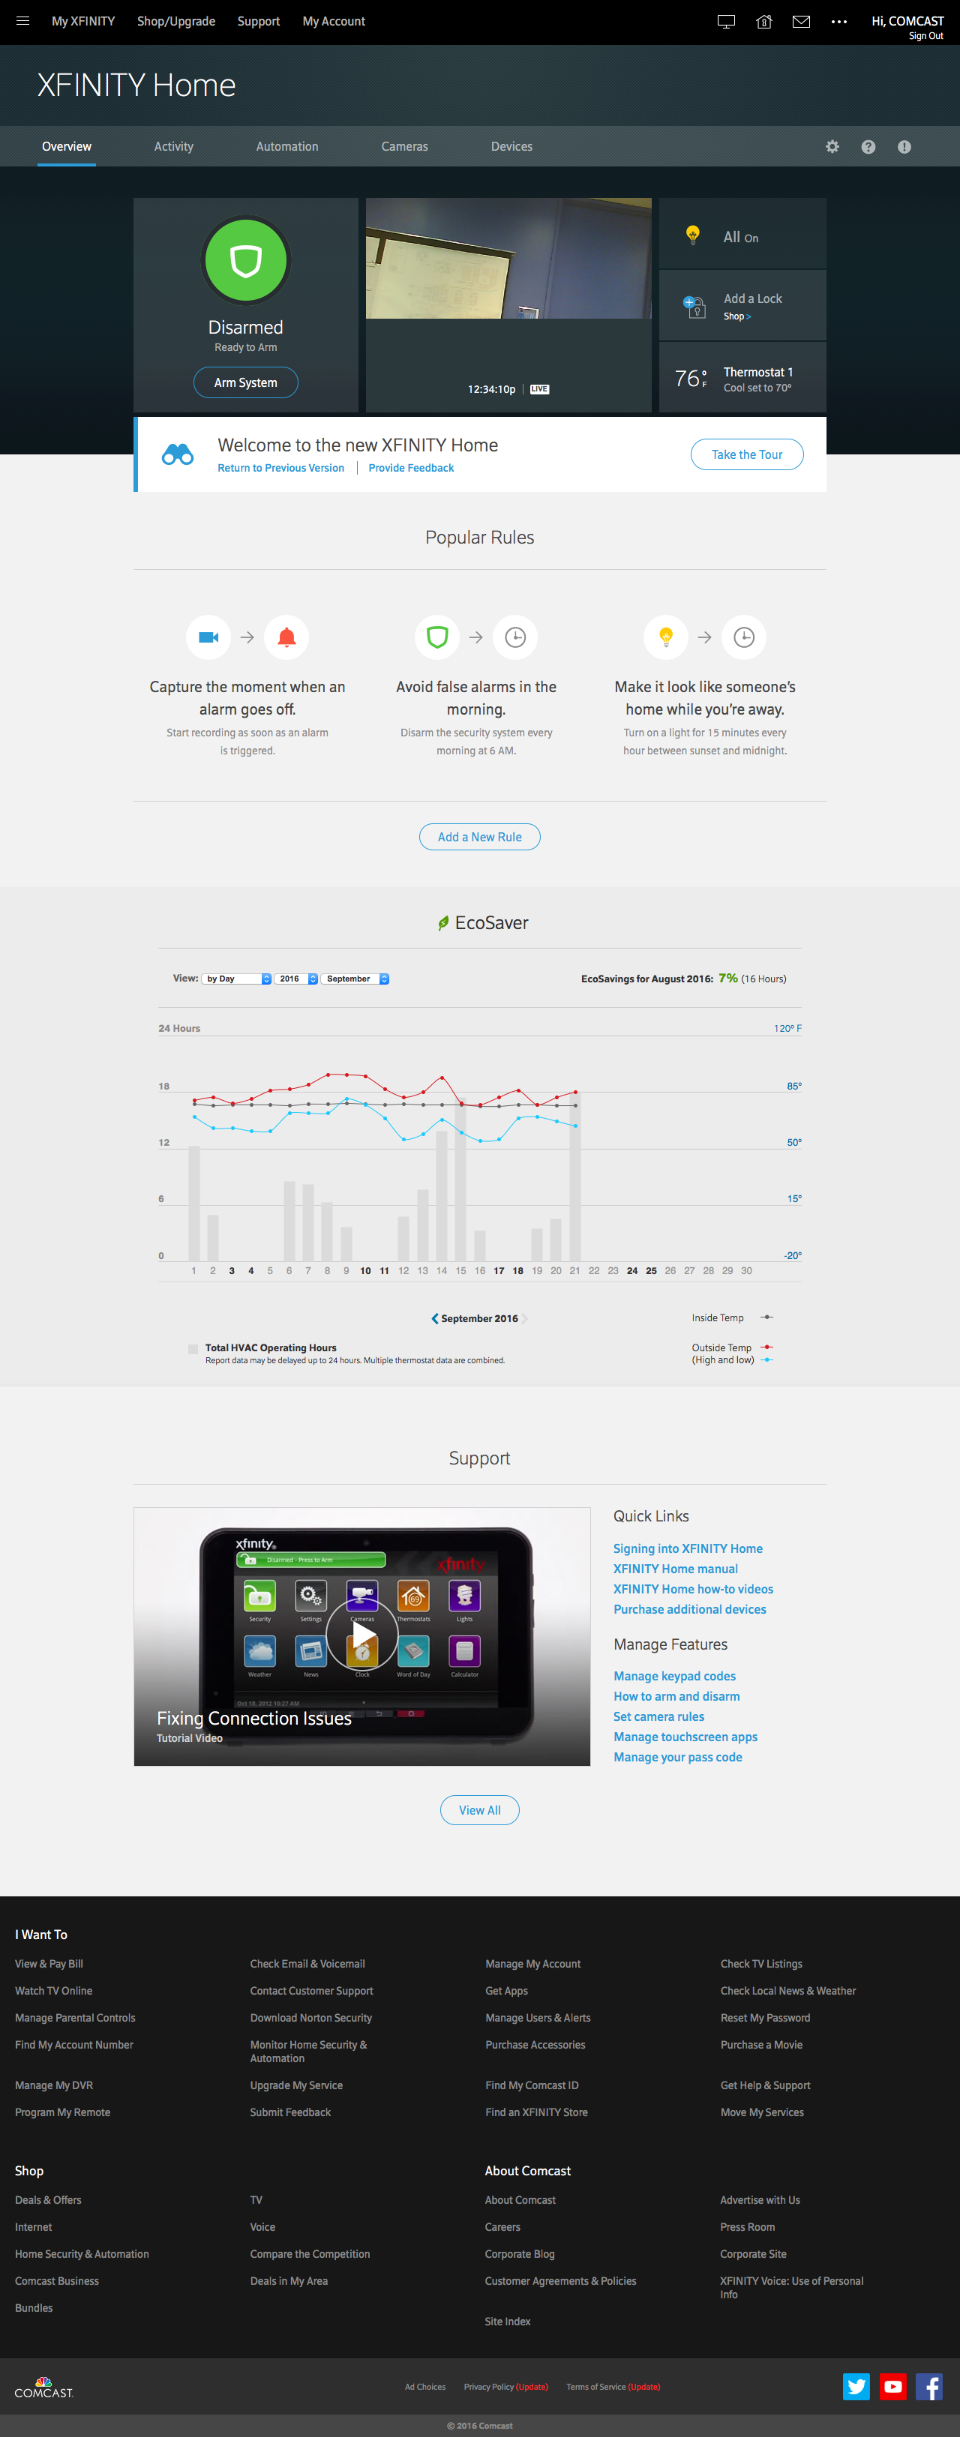 My XFINITY Shop/Upgrade Support My Account Hi, COMCAST
Sign Out
XFINITY Home
Overview Activity Automation Cameras Devices
Disarmed
Ready to Arm
Arm System
12:34:10p | LIVE
All On
Add a Lock
Shop >
76° F Thermostat 1
Cool set to 70°
Welcome to the new XFINITY Home
Return to Previous Version | Provide Feedback
Take the Tour
Popular Rules
Capture the moment when an
alarm goes off.
Start recording as soon as an alarm
is triggered.
Avoid false alarms in the
morning.
Disarm the security system every
morning at 6 AM.
Make it look like someone's
home while you're away.
Turn on a light for 15 minutes every
hour between sunset and midnight.
Add a New Rule
EcoSaver
View: by Day 2016 September EcoSavings for August 2016: 7% (16 Hours)
24 Hours 120° F
18 85°
12 50°
6 15°
0 -20°
1 2 3 4 5 6 7 8 9 10 11 12 13 14 15 16 17 18 19 20 21 22 23 24 25 26 27 28 29 30
September 2016
Inside Temp
Total HVAC Operating Hours
Report data may be delayed up to 24 hours. Multiple thermostat data are combined.
Outside Temp
(High and low)
Support
xfinity
Disarmed - Press to Arm
xfinity
Security Settings Cameras Thermostats Lights
69
Weather News Clock Word of Day Calculator
Oct 18, 2012 10:27 AM
Fixing Connection Issues
Tutorial Video
Quick Links
Signing into XFINITY Home
XFINITY Home manual
XFINITY Home how-to videos
Purchase additional devices
Manage Features
Manage keypad codes
How to arm and disarm
Set camera rules
Manage touchscreen apps
Manage your pass code
View All
I Want To
View & Pay Bill Check Email & Voicemail Manage My Account Check TV Listings
Watch TV Online Contact Customer Support Get Apps Check Local News & Weather
Manage Parental Controls Download Norton Security Manage Users & Alerts Reset My Password
Find My Account Number Monitor Home Security & Purchase Accessories Purchase a Movie
Automation
Manage My DVR Upgrade My Service Find My Comcast ID Get Help & Support
Program My Remote Submit Feedback Find an XFINITY Store Move My Services
Shop About Comcast
Deals & Offers TV About Comcast Advertise with Us
Internet Voice Careers Press Room
Home Security & Automation Compare the Competition Corporate Blog Corporate Site
Comcast Business Deals in My Area Customer Agreements & Policies XFINITY Voice: Use of Personal
Info
Bundles
Site Index
COMCAST
Ad Choices Privacy Policy (Update) Terms of Service (Update)
© 2016 Comcast